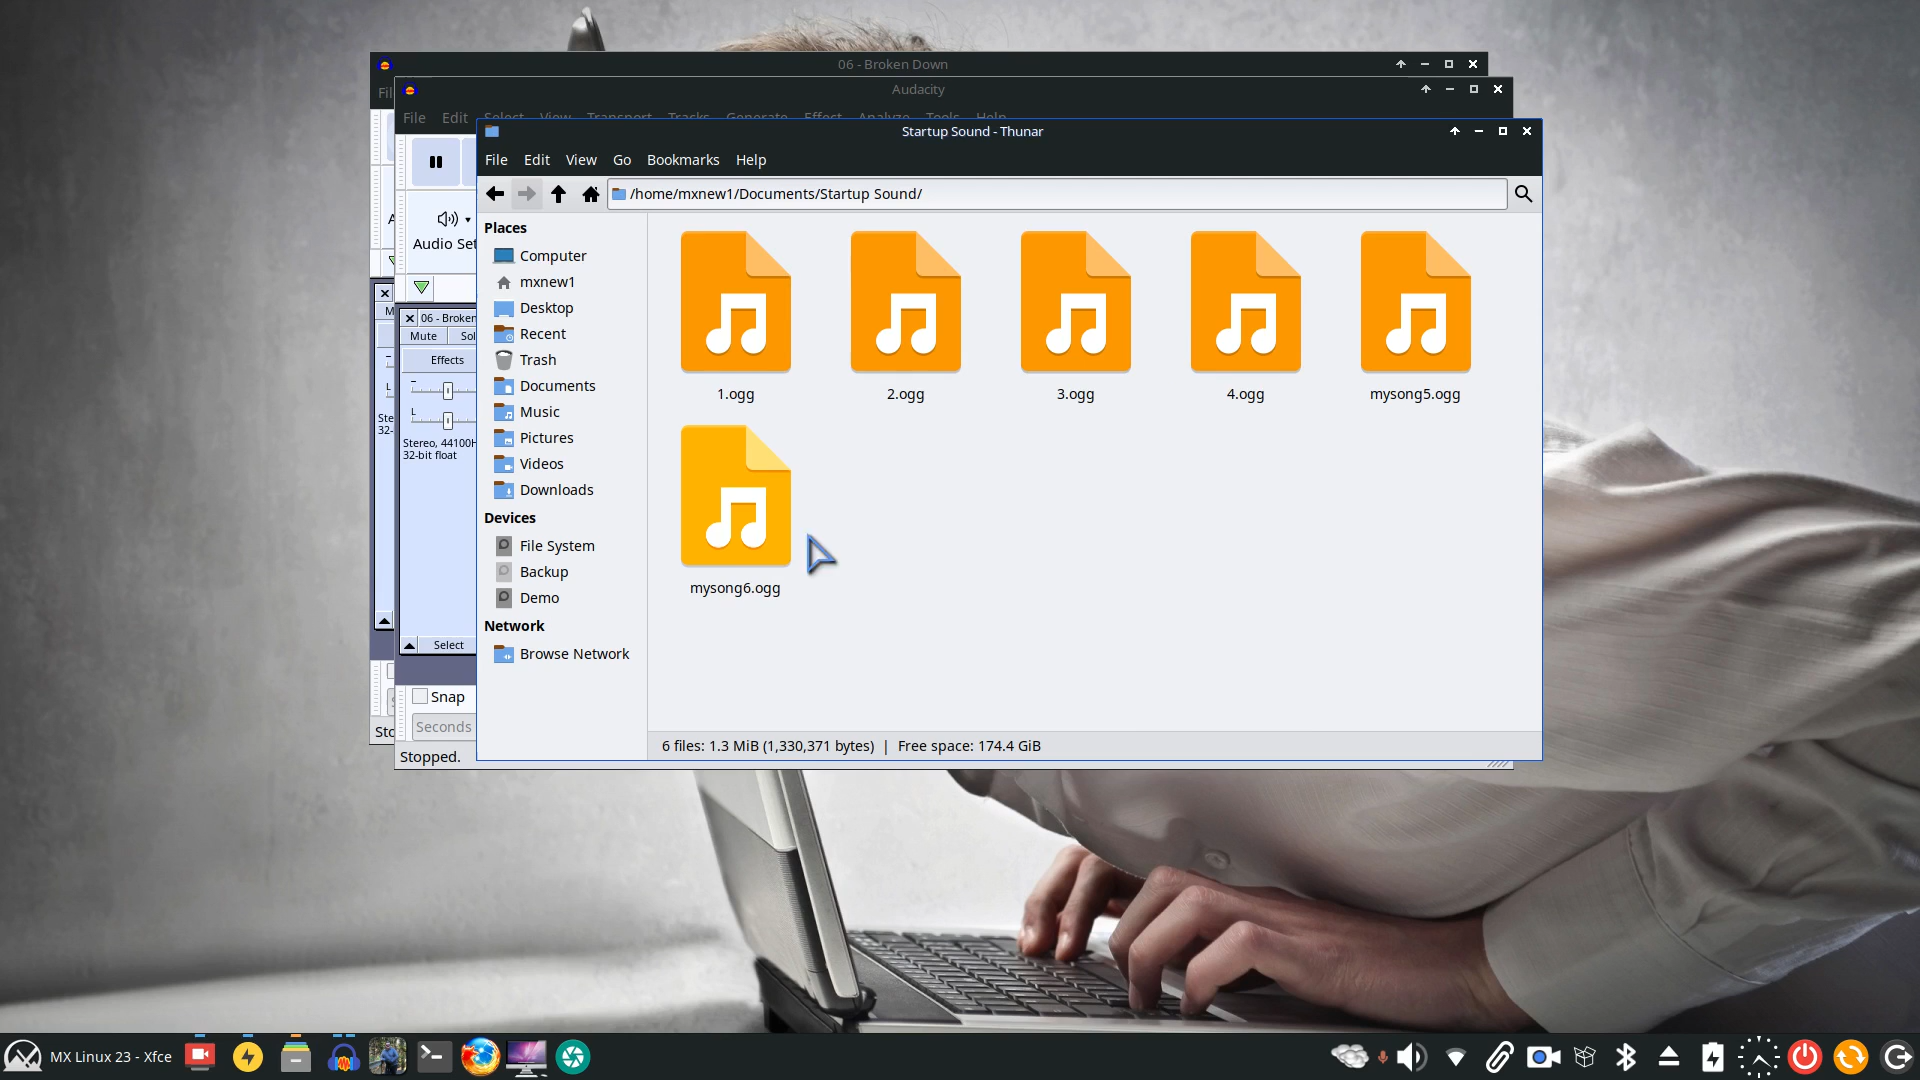 06 - Broken Down
Fil
Audacity
File Edit Select View Transport Tracks Generate Effect Analyze Tools Help
Startup Sound - Thunar
File Edit View Go Bookmarks Help
/home/mxnew1/Documents/Startup Sound/
Audio Set
06 - Broken
Mute Sol
Effects
L
Stereo, 44100H
32-bit float
Select
Snap
Seconds
Stopped.
Places
Computer
mxnew1
Desktop
Recent
Trash
Documents
Music
Pictures
Videos
Downloads
Devices
File System
Backup
Demo
Network
Browse Network
1.ogg
2.ogg
3.ogg
4.ogg
mysong5.ogg
mysong6.ogg
6 files: 1.3 MiB (1,330,371 bytes) | Free space: 174.4 GiB
MX Linux 23 - Xfce